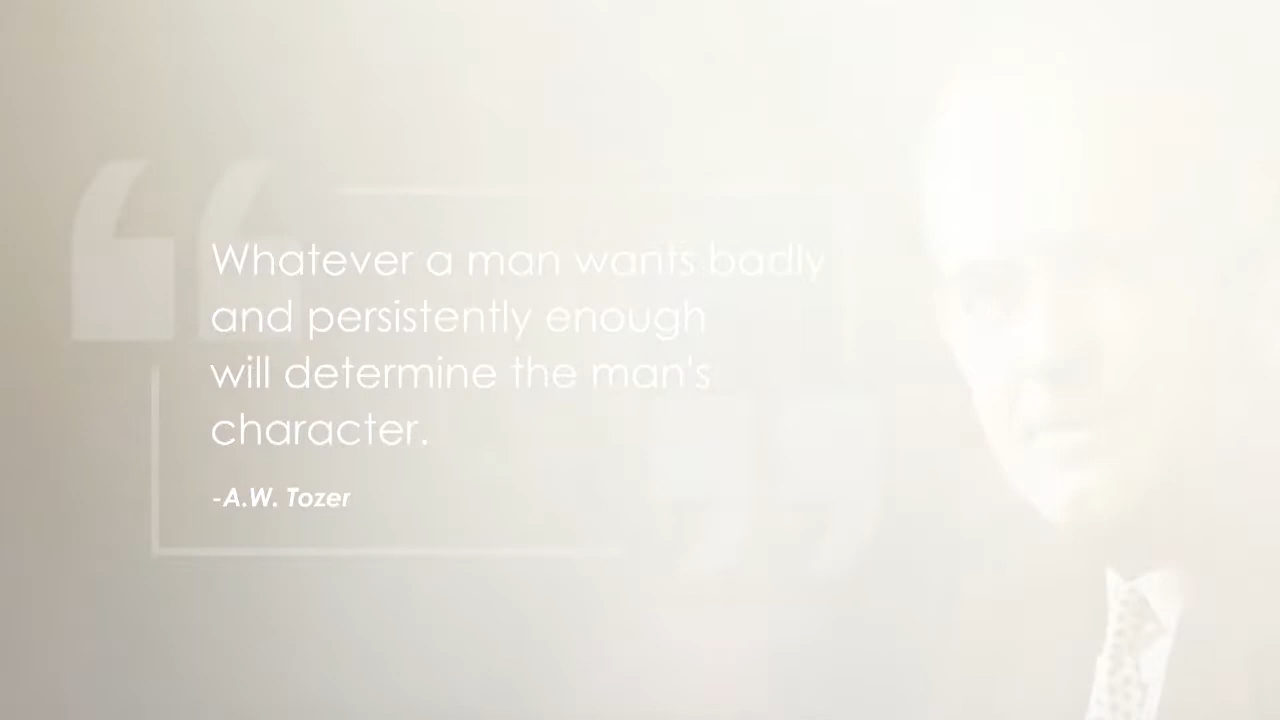 Whatever a man wants badly
and persistently enough
will determine the man's
character.
-A.W. Tozer